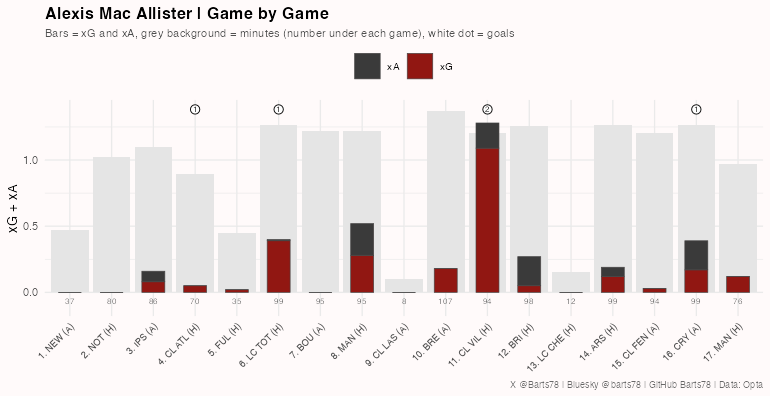 Alexis Mac Allister | Game by Game
Bars = xG and xA, grey background = minutes (number under each game), white dot = goals
xA xG
1 1 2 1
xG + xA
1.0
0.5
0.0
37 80 86 70 35 99 95 95 8 107 94 98 12 99 94 99 76
1. NEW (A)
2. NOT (H)
3. IPS (A)
4. CL ATL (H)
5. FUL (H)
6. LC TOT (H)
7. BOU (A)
8. MAN (H)
9. CL LAS (A)
10. BRE (A)
11. CL VIL (H)
12. BRI (H)
13. LC CHE (H)
14. ARS (H)
15. CL FEN (A)
16. CRY (A)
17. MAN (H)
X @Barts78 | Bluesky @barts78 | GitHub Barts78 | Data: Opta